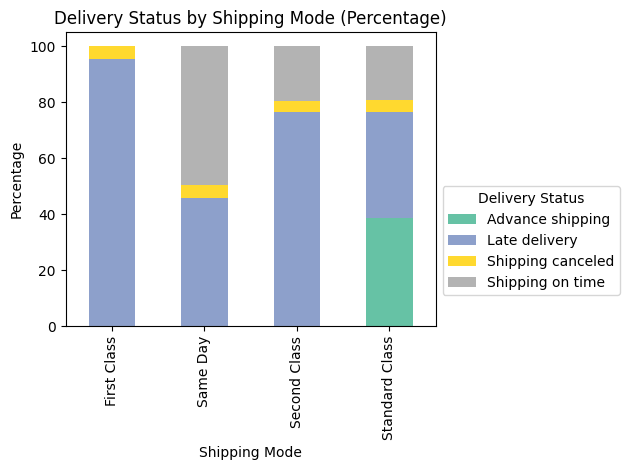 Delivery Status by Shipping Mode (Percentage)
Percentage
100
80
60
40
20
0
First Class
Same Day
Second Class
Standard Class
Shipping Mode
Delivery Status
Advance shipping
Late delivery
Shipping canceled
Shipping on time